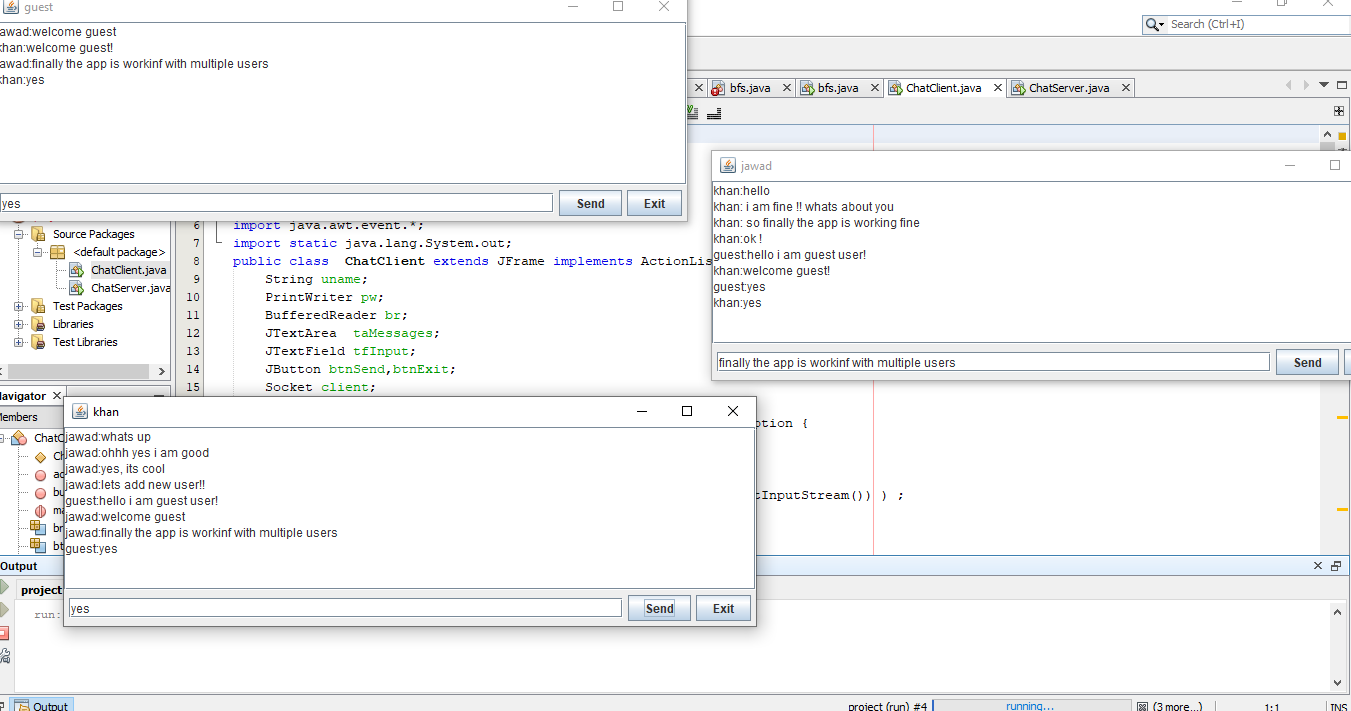 guest
jawad:welcome guest
khan:welcome guest!
jawad:finally the app is workinf with multiple users
khan:yes
yes
Send
Exit
Search (Ctrl+I)
bfs.java
bfs.java
ChatClient.java
ChatServer.java
Source Packages
<default package>
ChatClient.java
ChatServer.java
Test Packages
Libraries
Test Libraries
6 import java.awt.event.*;
7 import static java.lang.System.out;
8 public class ChatClient extends JFrame implements ActionLis
9 String uname;
10 PrintWriter pw;
11 BufferedReader br;
12 JTextArea taMessages;
13 JTextField tfInput;
14 JButton btnSend,btnExit;
15 Socket client;
ption {
tInputStream()) ) ;
jawad
khan:hello
khan: i am fine !! whats about you
khan: so finally the app is working fine
khan:ok !
guest:hello i am guest user!
khan:welcome guest!
guest:yes
khan:yes
finally the app is workinf with multiple users
Send
Navigator
Members
ChatC
Ch
ac
bu
ma
br
bt
khan
jawad:whats up
jawad:ohhh yes i am good
jawad:yes, its cool
jawad:lets add new user!!
guest:hello i am guest user!
jawad:welcome guest
jawad:finally the app is workinf with multiple users
guest:yes
yes
Send
Exit
Output
project
run:
Output
project (run) #4
running...
(3 more...)
1:1
INS